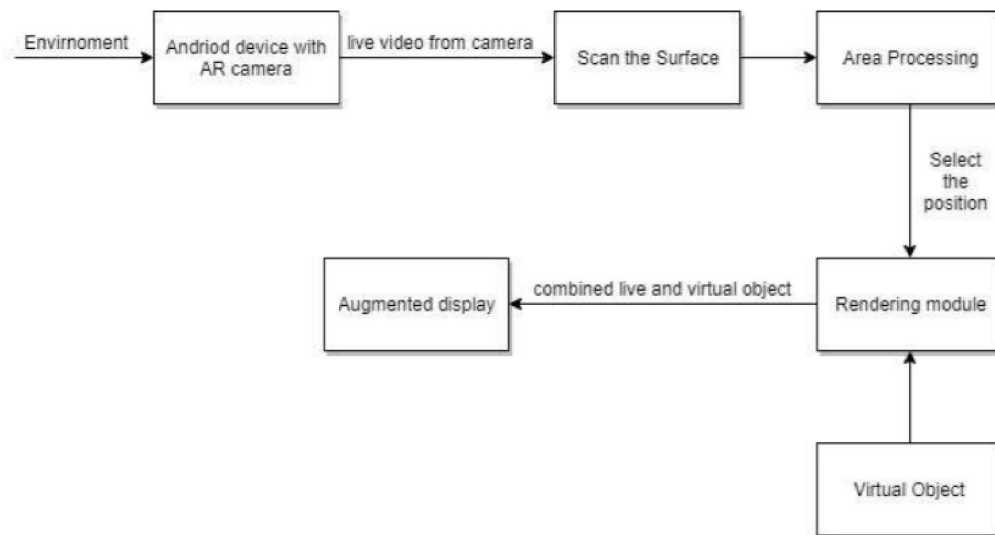 Envirnoment
Andriod device with
AR camera
live video from camera
Scan the Surface
Area Processing
Select
the
position
Augmented display
combined live and virtual object
Rendering module
Virtual Object